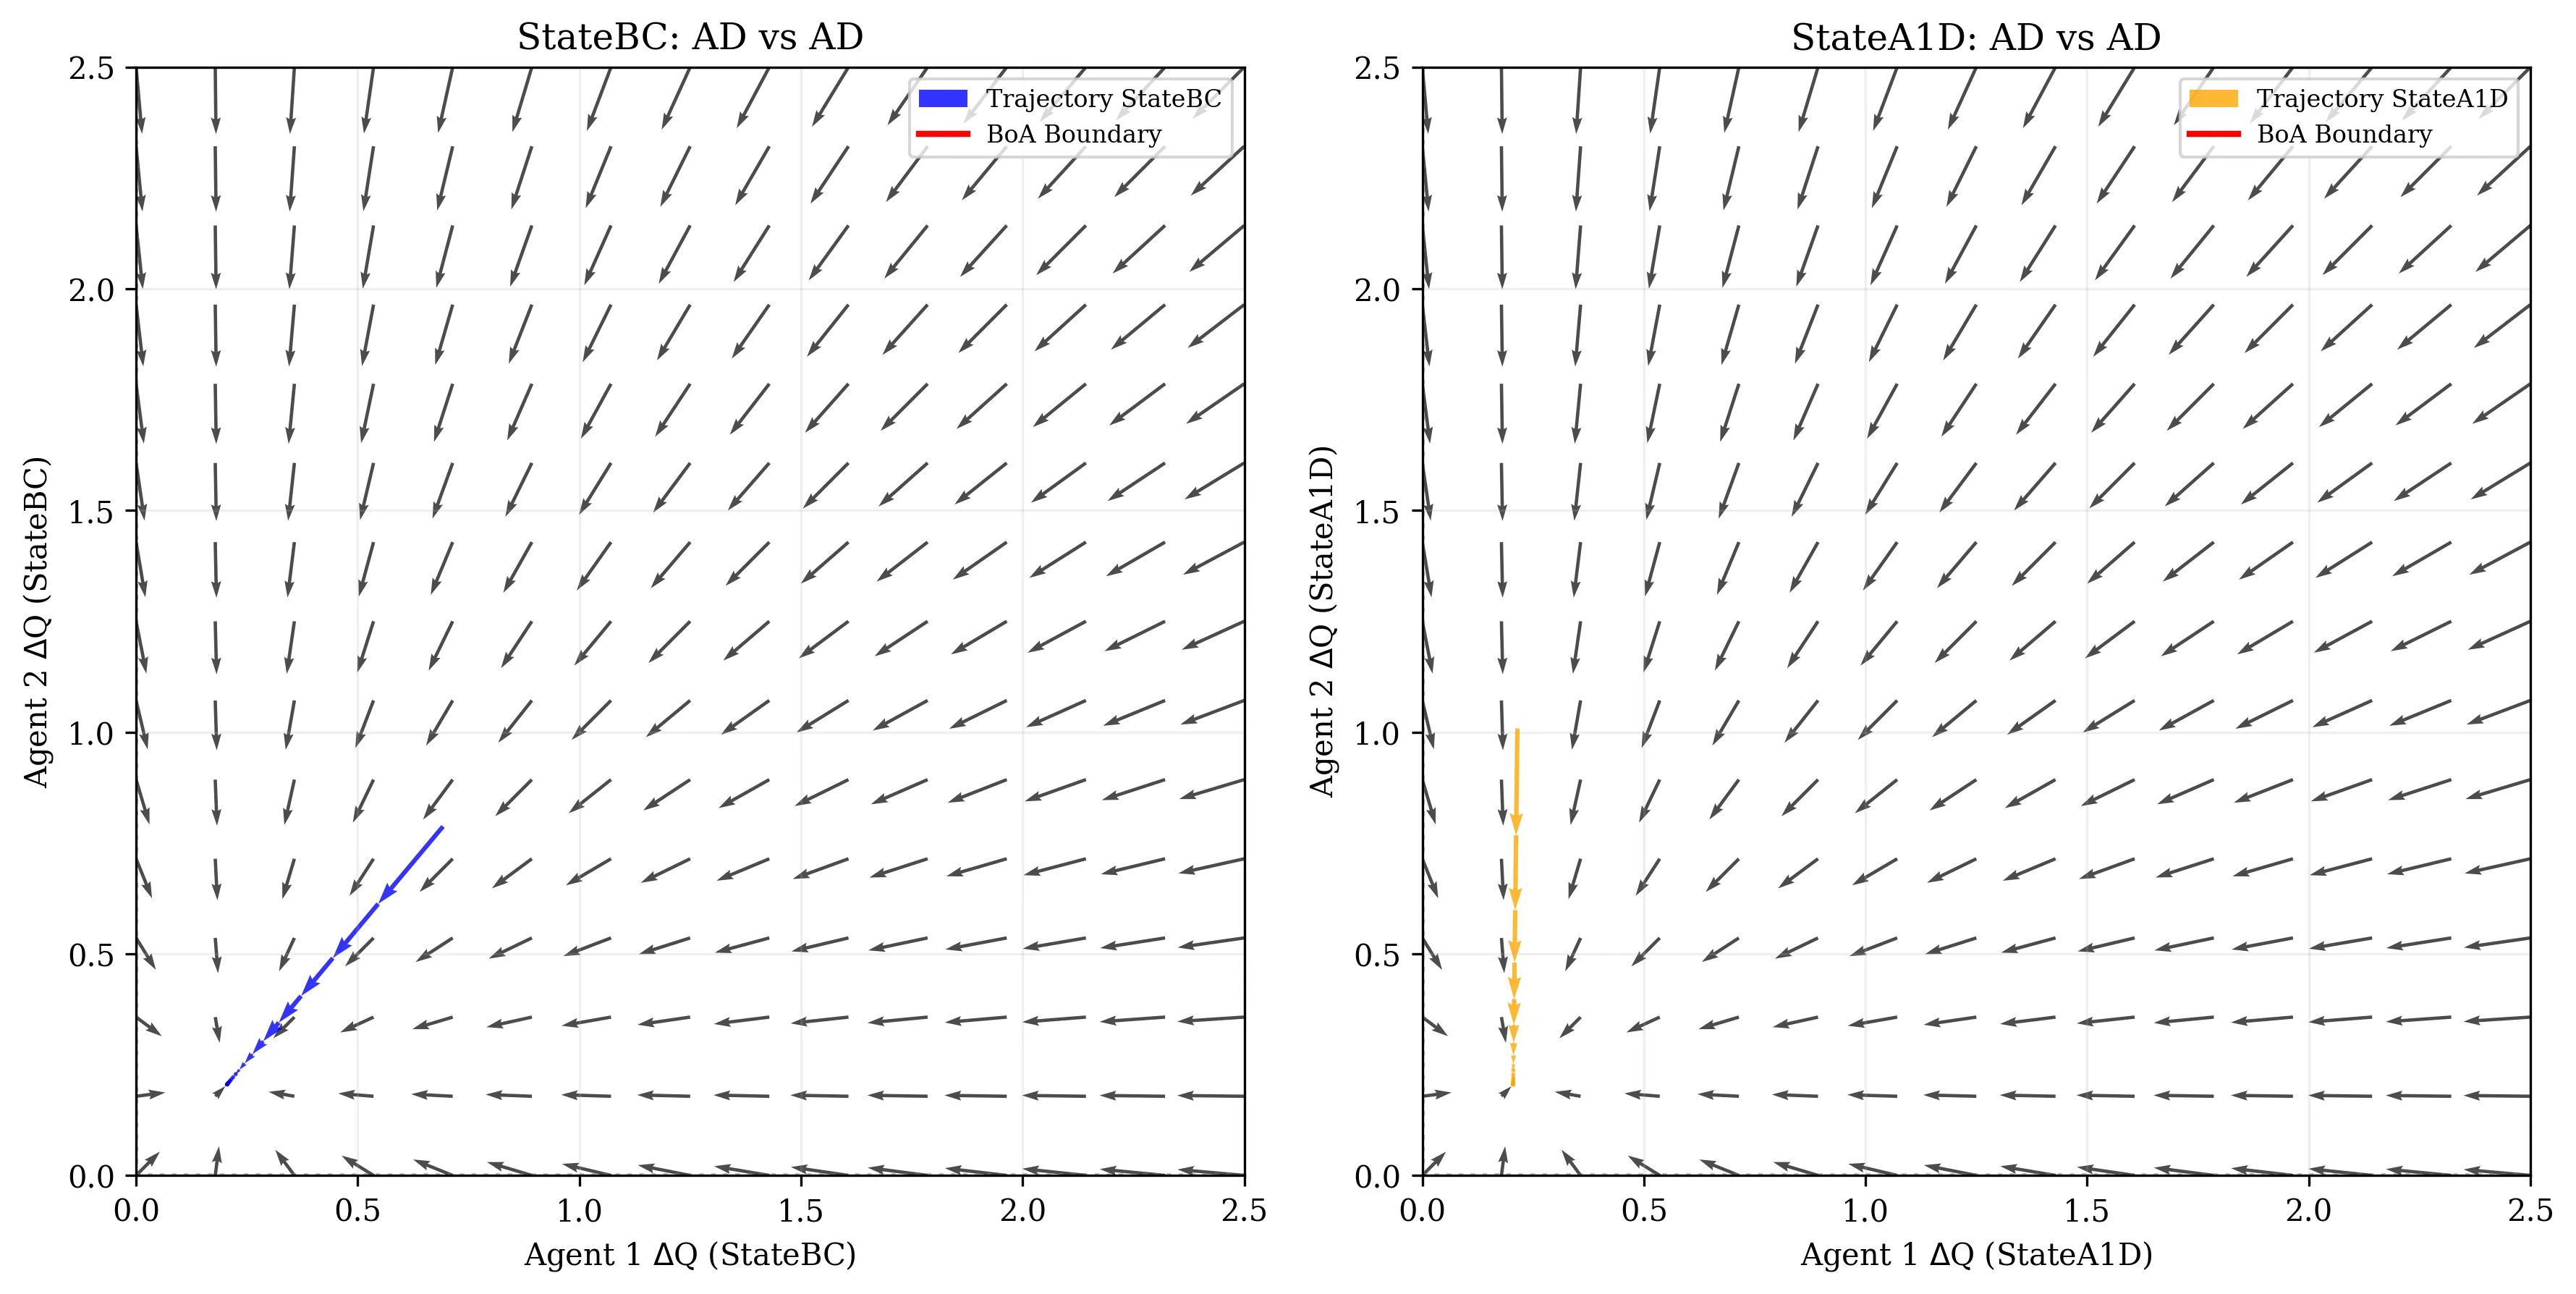 StateBC: AD vs AD
Trajectory StateBC
BoA Boundary
Agent 2 ΔQ (StateBC)
2.5
2.0
1.5
1.0
0.5
0.0
0.0 0.5 1.0 1.5 2.0 2.5
Agent 1 ΔQ (StateBC)
StateA1D: AD vs AD
Trajectory StateA1D
BoA Boundary
Agent 2 ΔQ (StateA1D)
2.5
2.0
1.5
1.0
0.5
0.0
0.0 0.5 1.0 1.5 2.0 2.5
Agent 1 ΔQ (StateA1D)